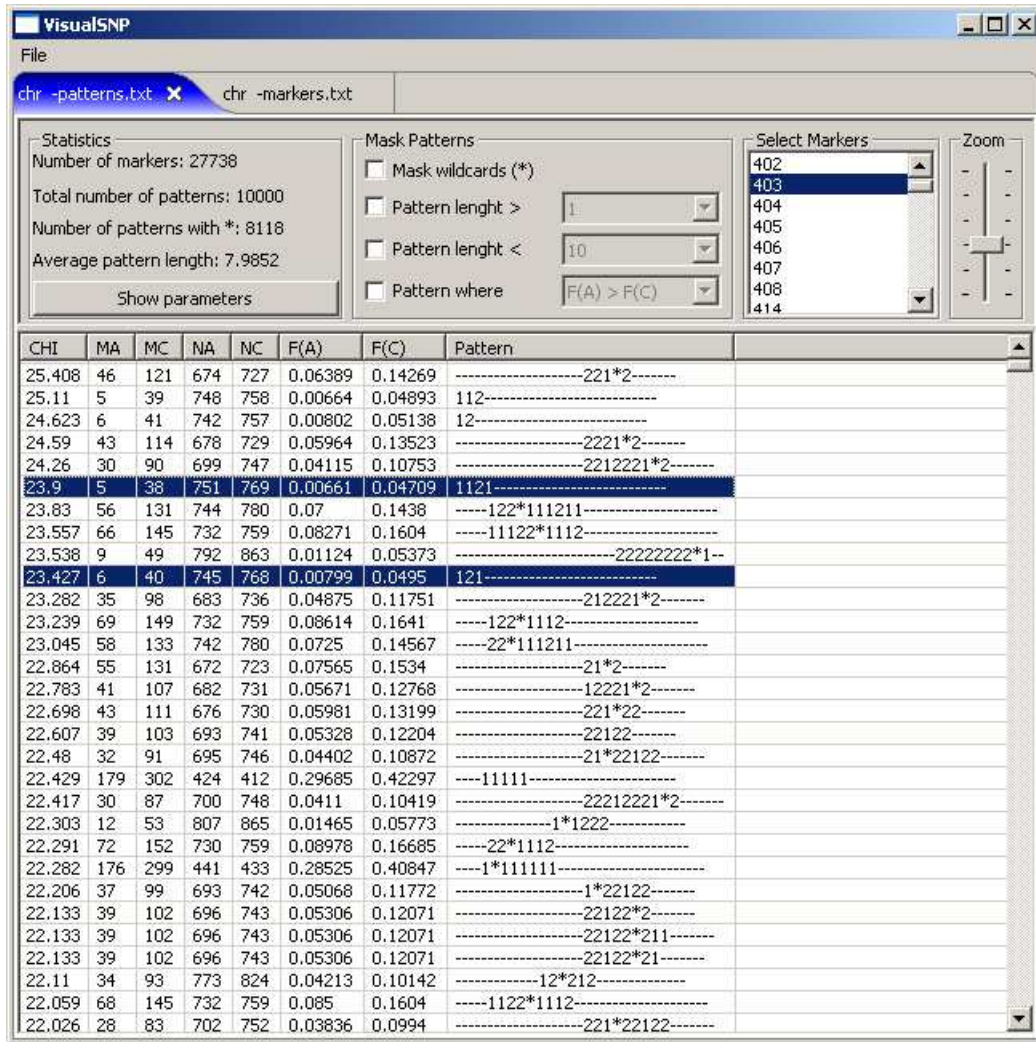 VisualSNP
File
chr -patterns.txt chr -markers.txt
Statistics
Number of markers: 27738
Total number of patterns: 10000
Number of patterns with *: 8118
Average pattern length: 7.9852
Show parameters
Mask Patterns
Mask wildcards (*)
Pattern lenght > 1
Pattern lenght < 10
Pattern where F(A) > F(C)
Select Markers
402
403
404
405
406
407
408
414
Zoom
CHI MA MC NA NC F(A) F(C) Pattern
25.408 46 121 674 727 0.06389 0.14269 --------------------221*2-------
25.11 5 39 748 758 0.00664 0.04893 112---------------------------
24.623 6 41 742 757 0.00802 0.05138 12---------------------------
24.59 43 114 678 729 0.05964 0.13523 --------------------2221*2-------
24.26 30 90 699 747 0.04115 0.10753 --------------------2212221*2-------
23.9 5 38 751 769 0.00661 0.04709 1121---------------------------
23.83 56 131 744 780 0.07 0.1438 -----122*111211---------------------
23.557 66 145 732 759 0.08271 0.1604 -----11122*1112---------------------
23.538 9 49 792 863 0.01124 0.05373 -------------------------22222222*1--
23.427 6 40 745 768 0.00799 0.0495 121---------------------------
23.282 35 98 683 736 0.04875 0.11751 --------------------212221*2-------
23.239 69 149 732 759 0.08614 0.1641 -----122*1112---------------------
23.045 58 133 742 780 0.0725 0.14567 -----22*111211---------------------
22.864 55 131 672 723 0.07565 0.1534 --------------------21*2-------
22.783 41 107 682 731 0.05671 0.12768 --------------------12221*2-------
22.698 43 111 676 730 0.05981 0.13199 --------------------221*22-------
22.607 39 103 693 741 0.05328 0.12204 --------------------22122-------
22.48 32 91 695 746 0.04402 0.10872 --------------------21*22122-------
22.429 179 302 424 412 0.29685 0.42297 ----11111-----------------------
22.417 30 87 700 748 0.0411 0.10419 --------------------22212221*2-------
22.303 12 53 807 865 0.01465 0.05773 ---------------1*1222------------
22.291 72 152 730 759 0.08978 0.16685 -----22*1112---------------------
22.282 176 299 441 433 0.28525 0.40847 ----1*111111-----------------------
22.206 37 99 693 742 0.05068 0.11772 --------------------1*22122-------
22.133 39 102 696 743 0.05306 0.12071 --------------------22122*2-------
22.133 39 102 696 743 0.05306 0.12071 --------------------22122*211-------
22.133 39 102 696 743 0.05306 0.12071 --------------------22122*21-------
22.11 34 93 773 824 0.04213 0.10142 -------------12*212--------------
22.059 68 145 732 759 0.085 0.1604 -----1122*1112---------------------
22.026 28 83 702 752 0.03836 0.0994 --------------------221*22122-------